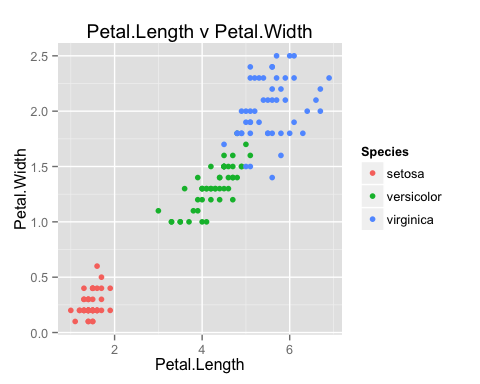 Petal.Length v Petal.Width
2.5
2.0
1.5
1.0
0.5
0.0
Petal.Width
2 4 6
Petal.Length
Species
setosa
versicolor
virginica